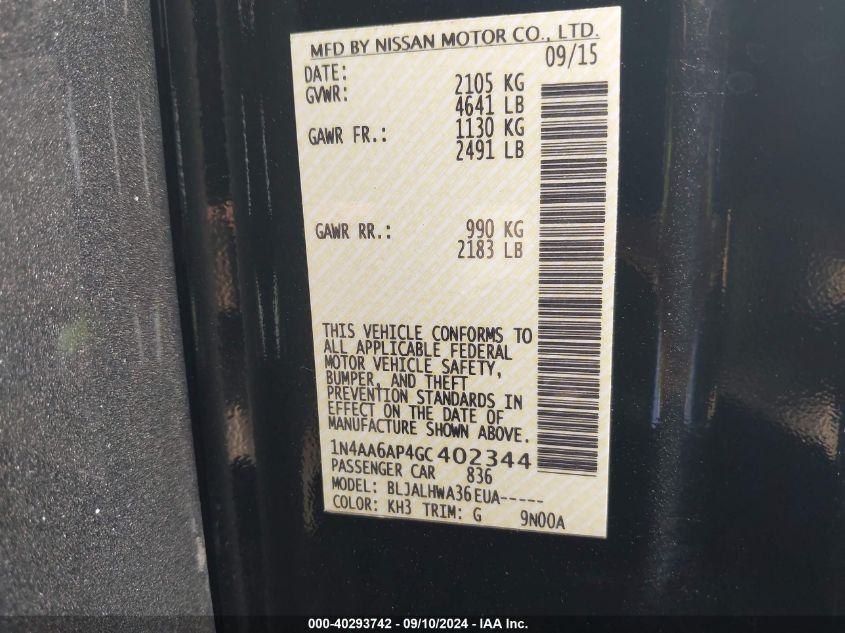 MFD BY NISSAN MOTOR CO., LTD.
DATE: 09/15
GVWR: 2105 KG
4641 LB
GAWR FR.: 1130 KG
2491 LB
GAWR RR.: 990 KG
2183 LB
THIS VEHICLE CONFORMS TO
ALL APPLICABLE FEDERAL
MOTOR VEHICLE SAFETY,
BUMPER, AND THEFT
PREVENTION STANDARDS IN
EFFECT ON THE DATE OF
MANUFACTURE SHOWN ABOVE.
1N4AA6AP4GC402344
PASSENGER CAR 836
MODEL: BLJALHWA36EUA-----
COLOR: KH3 TRIM: G 9N00A
000-40293742 - 09/10/2024 - IAA Inc.